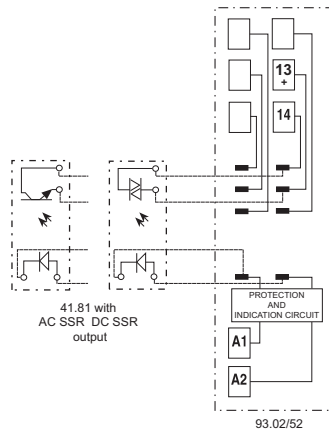 13
+
14
PROTECTION
AND
INDICATION CIRCUIT
A1
A2
41.81 with
AC SSR DC SSR
output
93.02/52